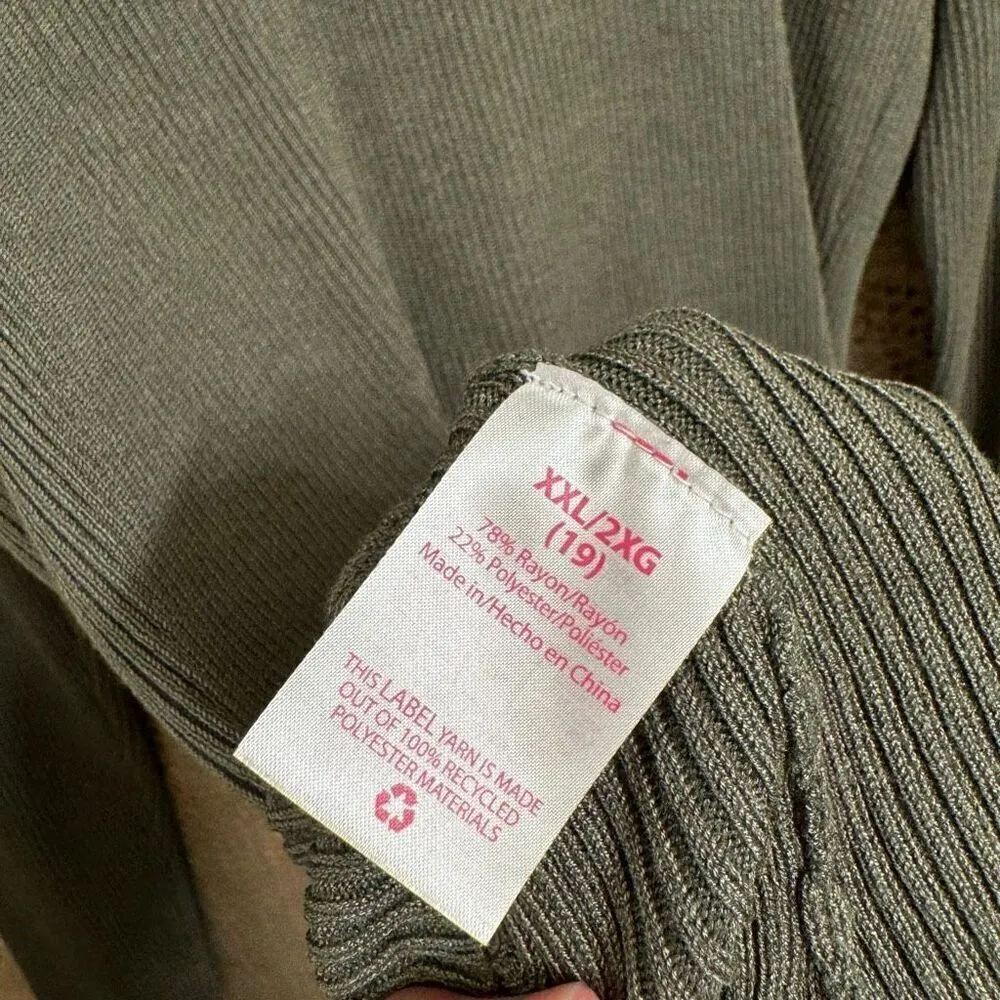 XXL/2XG
(19)
78% Rayon/Rayón
22% Polyester/Poliéster
Made in/Hecho en China
THIS LABEL YARN IS MADE
OUT OF 100% RECYCLED
POLYESTER MATERIALS